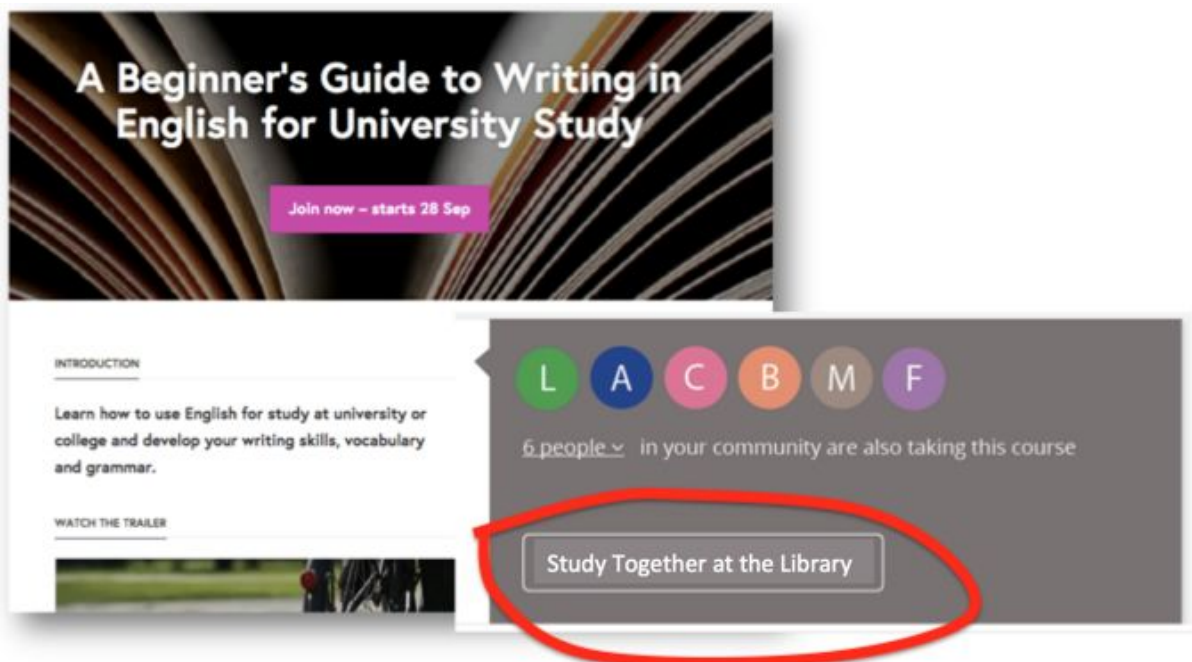 A Beginner's Guide to Writing in
English for University Study
Join now – starts 28 Sep
INTRODUCTION
Learn how to use English for study at university or
college and develop your writing skills, vocabulary
and grammar.
WATCH THE TRAILER
L A C B M F
6 people in your community are also taking this course
Study Together at the Library